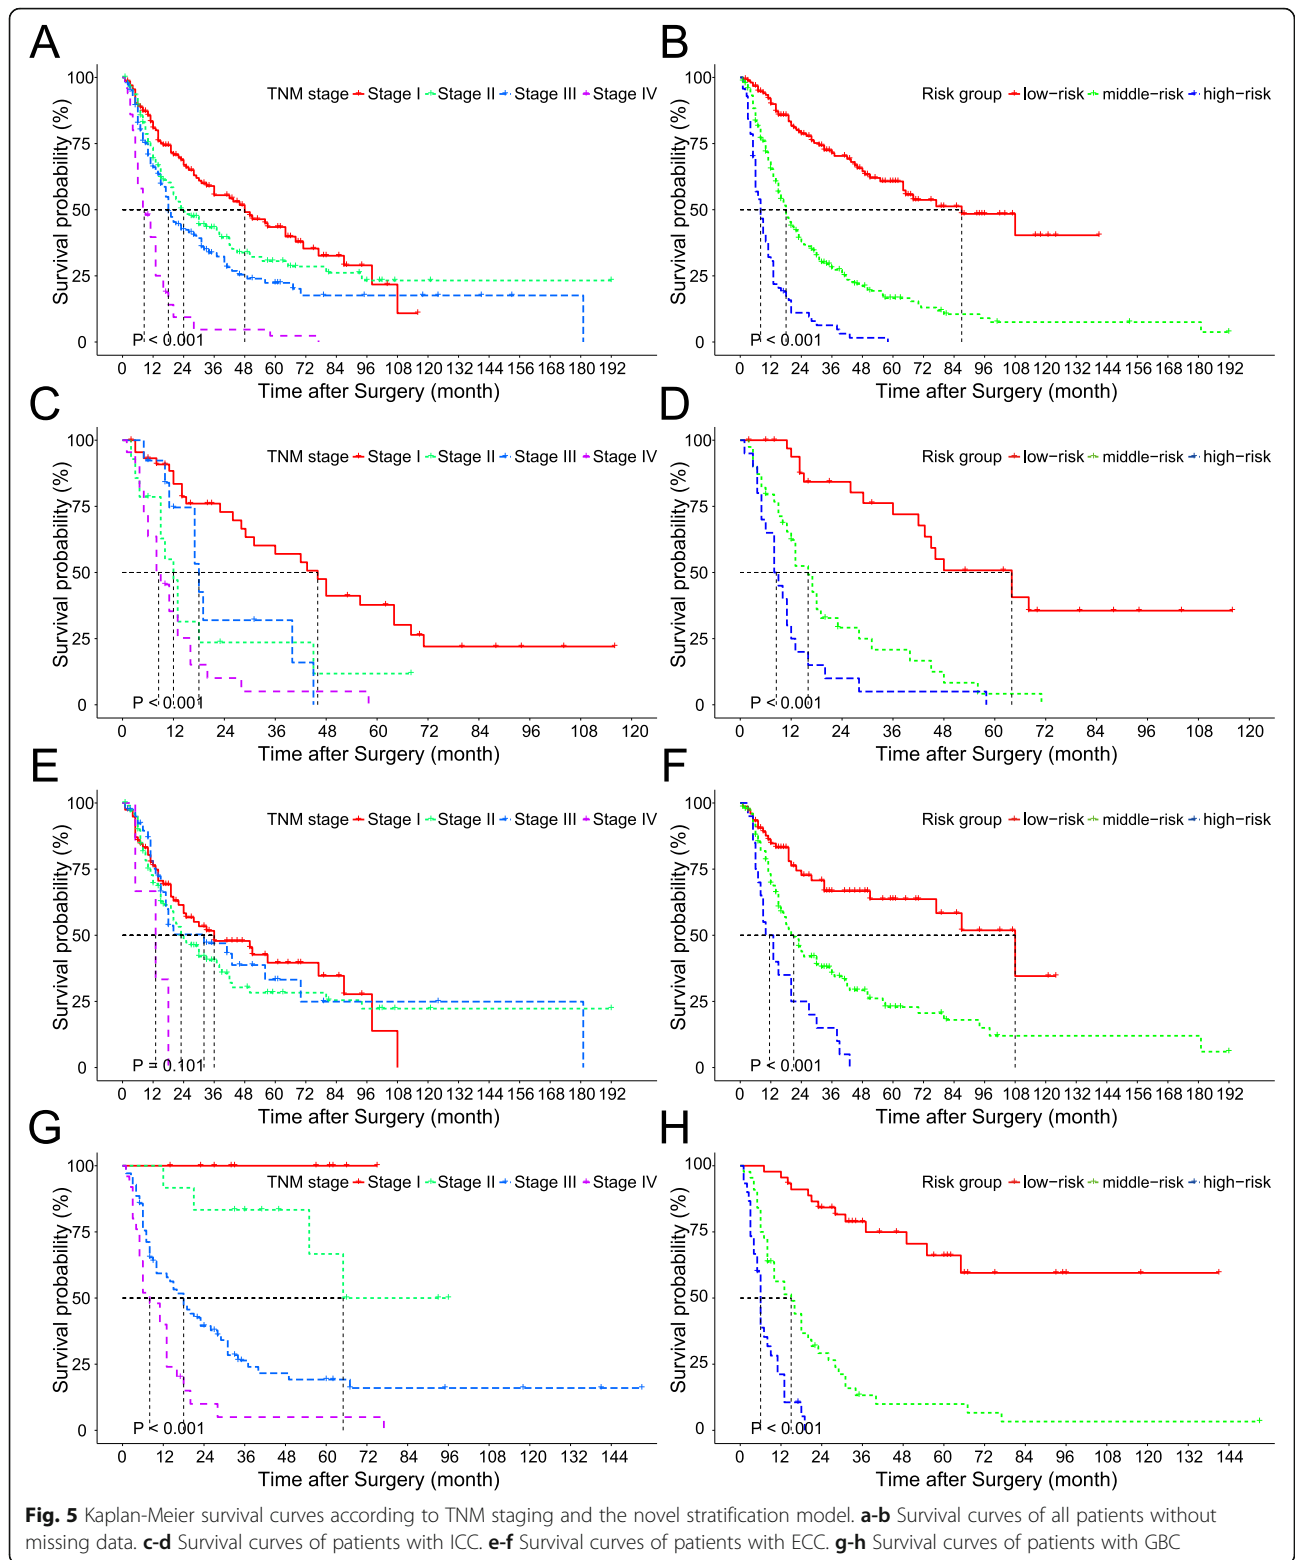 A
TNM stage Stage I Stage II Stage III Stage IV
Survival probability (%)
100
75
50
25
0
P < 0.001
0 12 24 36 48 60 72 84 96 108 120 132 144 156 168 180 192
Time after Surgery (month)
B
Risk group low-risk middle-risk high-risk
Survival probability (%)
100
75
50
25
0
P < 0.001
0 12 24 36 48 60 72 84 96 108 120 132 144 156 168 180 192
Time after Surgery (month)
C
TNM stage Stage I Stage II Stage III Stage IV
Survival probability (%)
100
75
50
25
0
P < 0.001
0 12 24 36 48 60 72 84 96 108 120
Time after Surgery (month)
D
Risk group low-risk middle-risk high-risk
Survival probability (%)
100
75
50
25
0
P < 0.001
0 12 24 36 48 60 72 84 96 108 120
Time after Surgery (month)
E
TNM stage Stage I Stage II Stage III Stage IV
Survival probability (%)
100
75
50
25
0
P = 0.101
0 12 24 36 48 60 72 84 96 108 120 132 144 156 168 180 192
Time after Surgery (month)
F
Risk group low-risk middle-risk high-risk
Survival probability (%)
100
75
50
25
0
P < 0.001
0 12 24 36 48 60 72 84 96 108 120 132 144 156 168 180 192
Time after Surgery (month)
G
TNM stage Stage I Stage II Stage III Stage IV
Survival probability (%)
100
75
50
25
0
P < 0.001
0 12 24 36 48 60 72 84 96 108 120 132 144
Time after Surgery (month)
H
Risk group low-risk middle-risk high-risk
Survival probability (%)
100
75
50
25
0
P < 0.001
0 12 24 36 48 60 72 84 96 108 120 132 144
Time after Surgery (month)
Fig. 5 Kaplan-Meier survival curves according to TNM staging and the novel stratification model. a-b Survival curves of all patients without
missing data. c-d Survival curves of patients with ICC. e-f Survival curves of patients with ECC. g-h Survival curves of patients with GBC